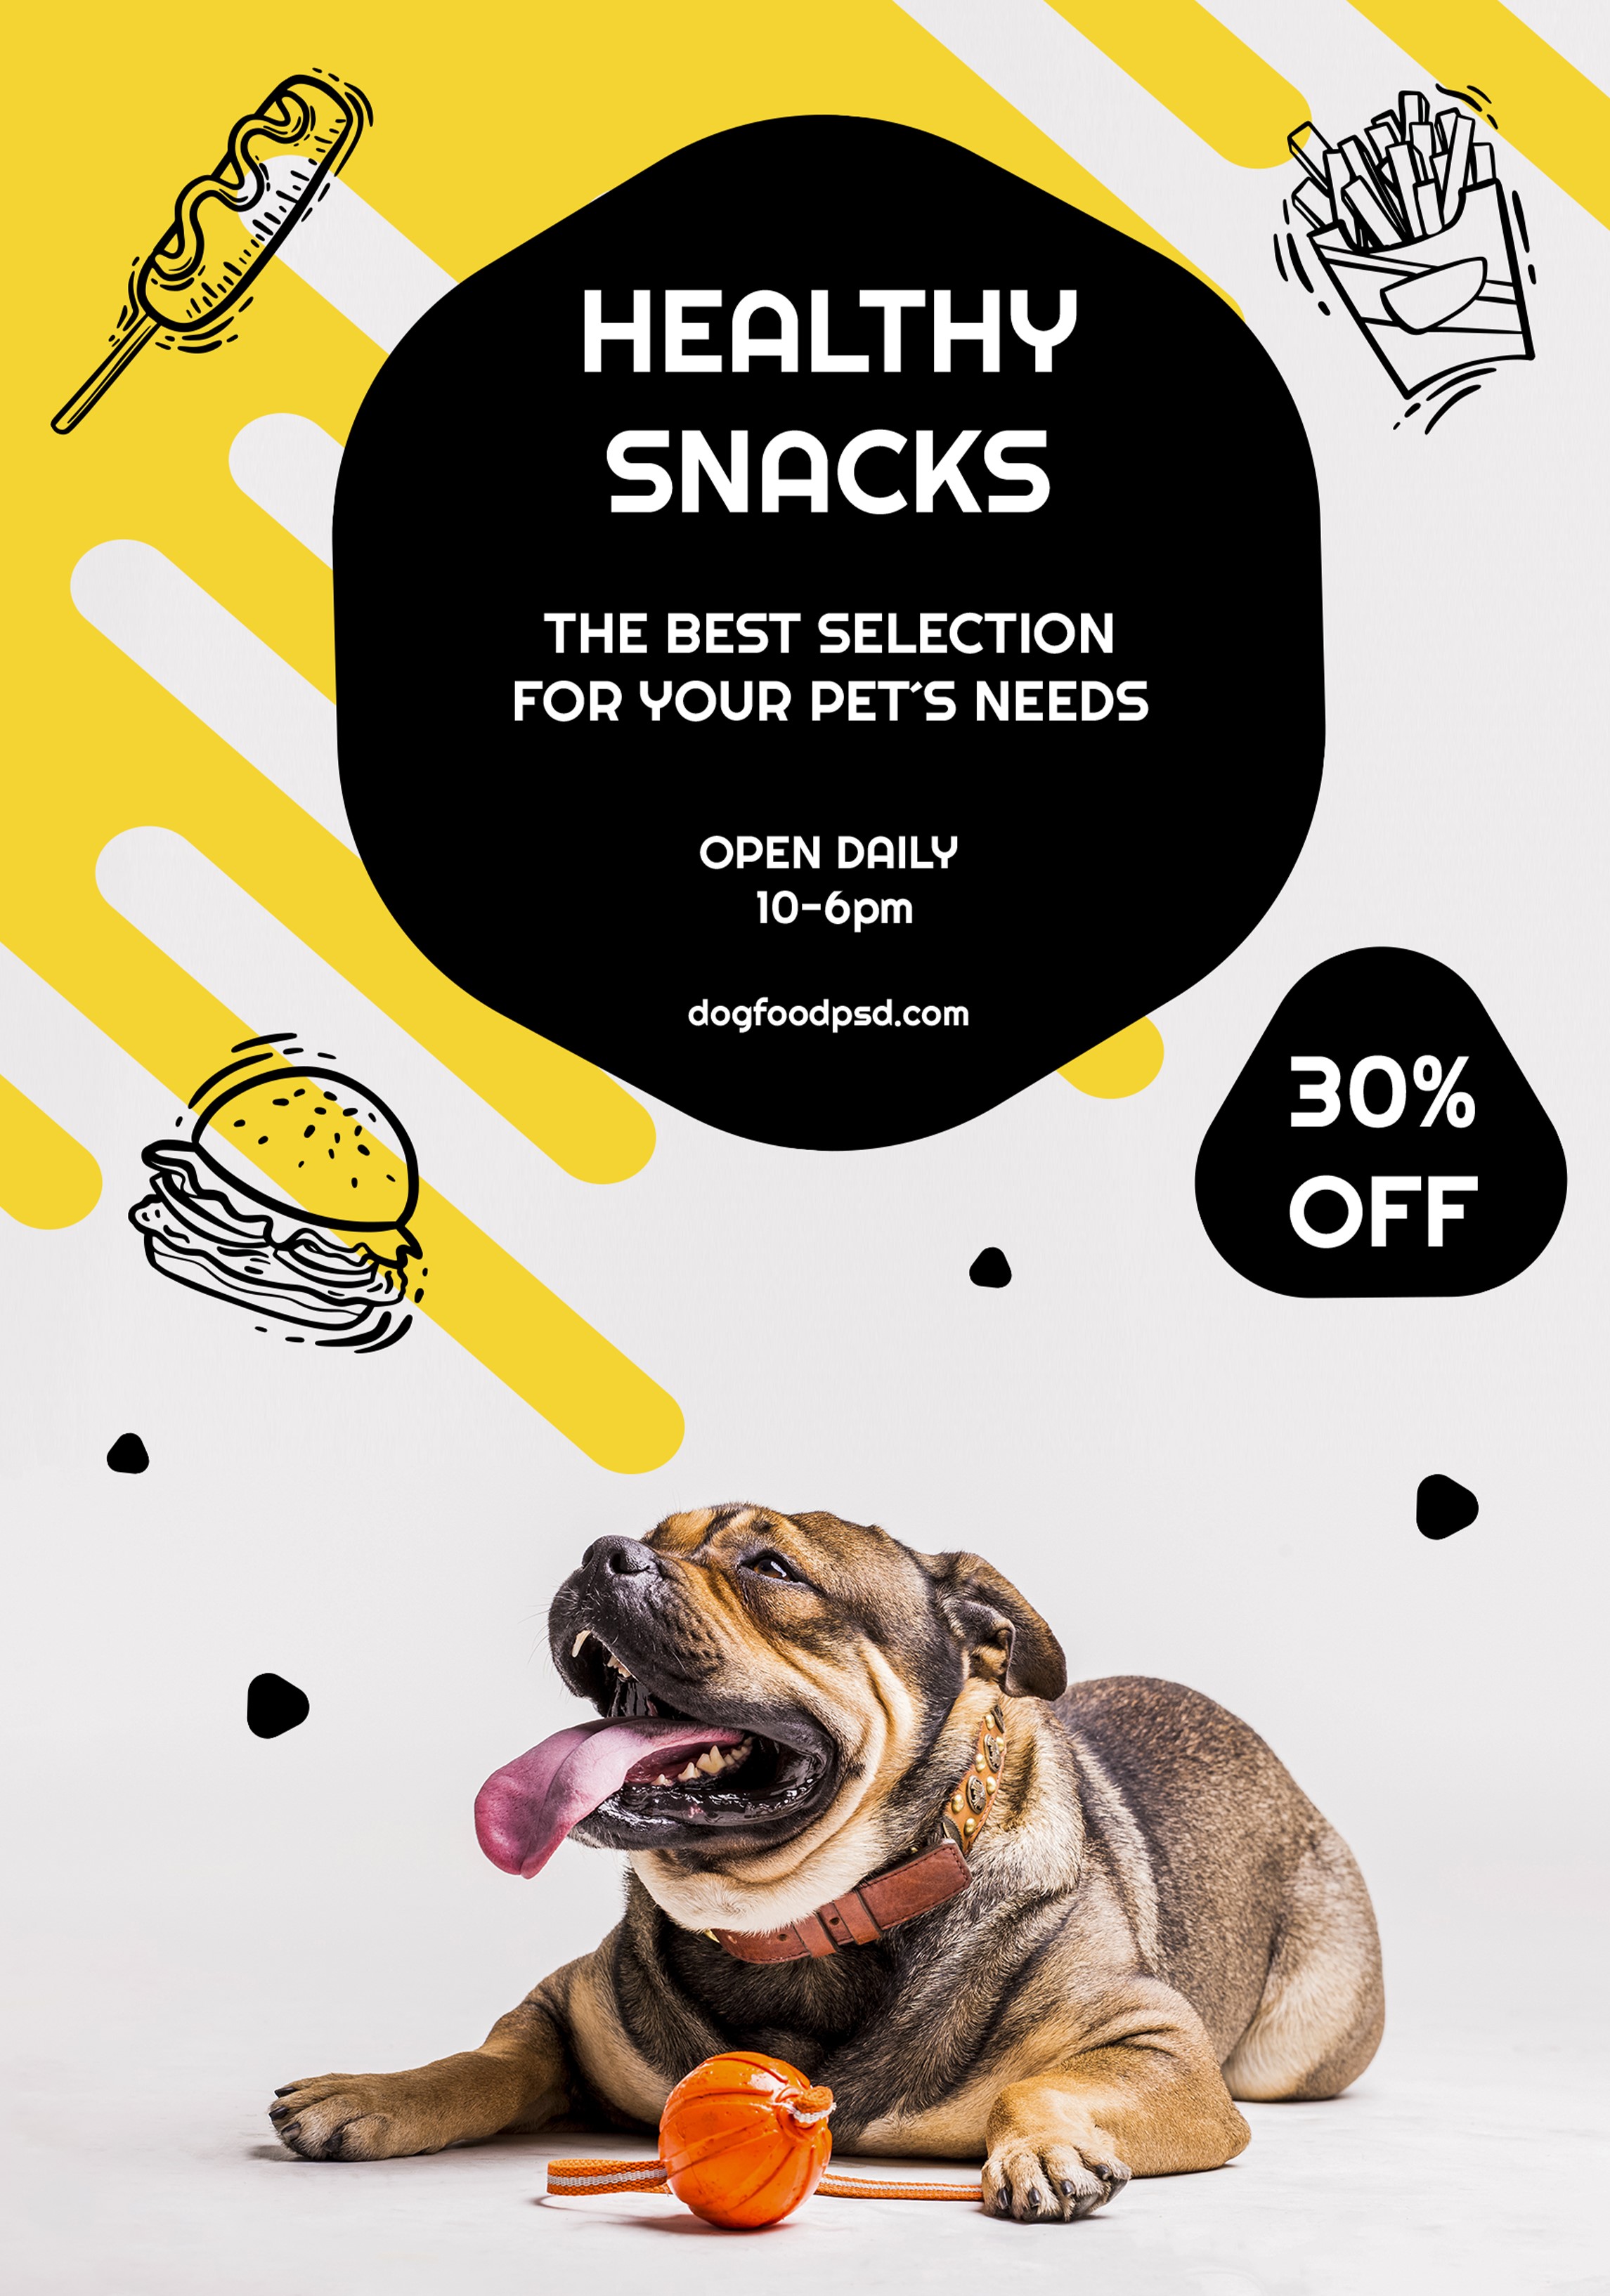 HEALTHY
SNACKS
THE BEST SELECTION
FOR YOUR PET'S NEEDS
OPEN DAILY
10-6pm
dogfoodpsd.com
30%
OFF